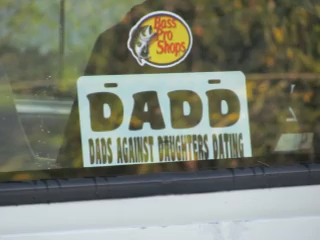 Bass
Pro
Shops
DADD
DADS AGAINST DAUGHTERS DATING